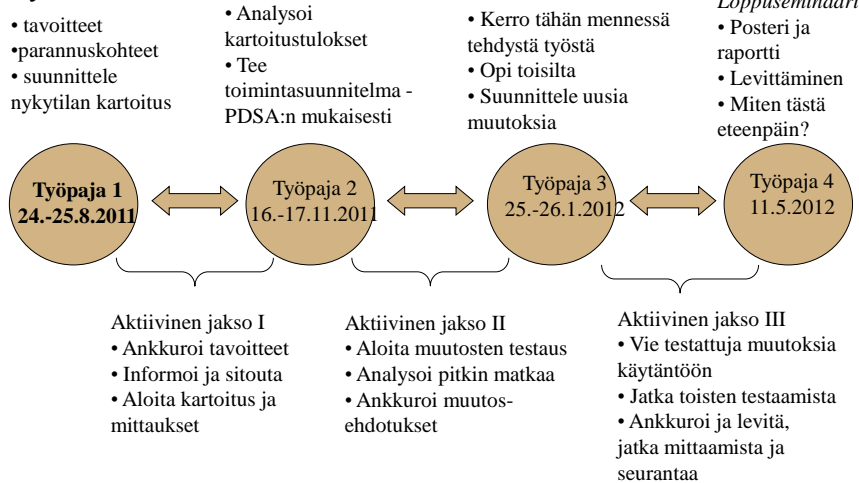 Loppuseminaari
• tavoitteet
•parannuskohteet
• suunnittele
nykytilan kartoitus
• Analysoi
kartoitustulokset
• Tee
toimintasuunnitelma -
PDSA:n mukaisesti
• Kerro tähän mennessä
tehdystä työstä
• Opi toisilta
• Suunnittele uusia
muutoksia
• Posteri ja
raportti
• Levittäminen
• Miten tästä
eteenpäin?
Työpaja 1
24.-25.8.2011
Työpaja 2
16.-17.11.2011
Työpaja 3
25.-26.1.2012
Työpaja 4
11.5.2012
Aktiivinen jakso I
• Ankkuroi tavoitteet
• Informoi ja sitouta
• Aloita kartoitus ja
mittaukset
Aktiivinen jakso II
• Aloita muutosten testaus
• Analysoi pitkin matkaa
• Ankkuroi muutos-
ehdotukset
Aktiivinen jakso III
• Vie testattuja muutoksia
käytäntöön
• Jatka toisten testaamista
• Ankkuroi ja levitä,
jatka mittaamista ja
seurantaa